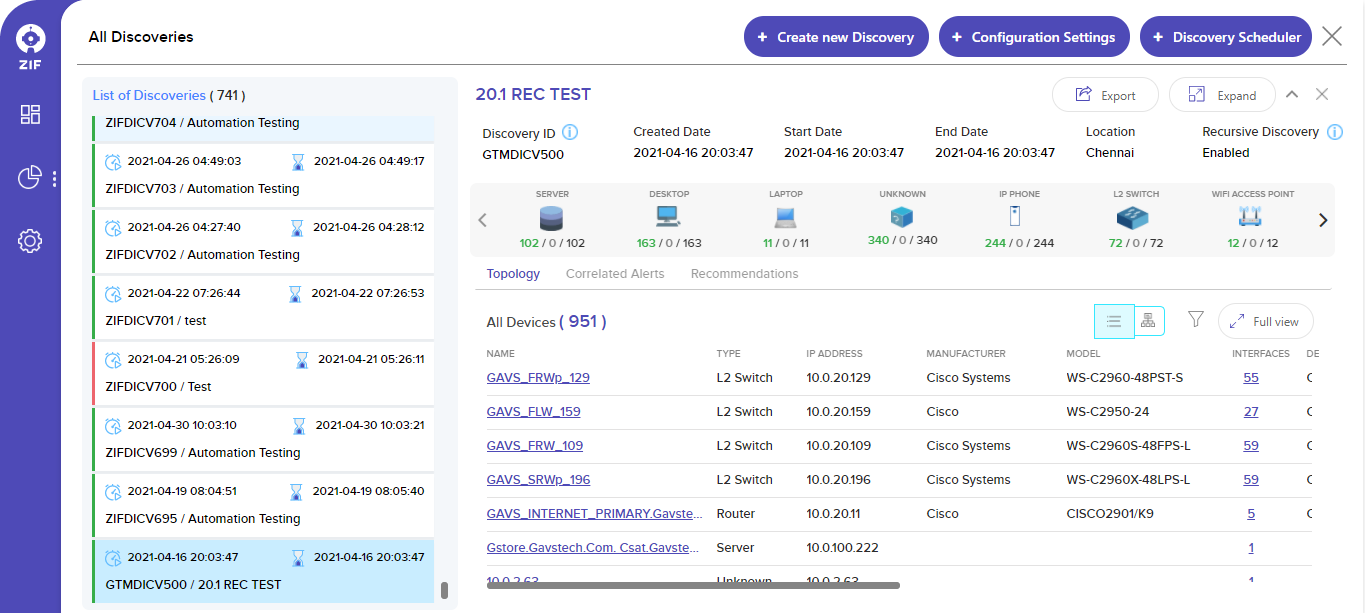 ZIF
All Discoveries
+ Create new Discovery
+ Configuration Settings
+ Discovery Scheduler
List of Discoveries ( 741 )
ZIFDICV704 / Automation Testing
2021-04-26 04:49:03 2021-04-26 04:49:17
ZIFDICV703 / Automation Testing
2021-04-26 04:27:40 2021-04-26 04:28:12
ZIFDICV702 / Automation Testing
2021-04-22 07:26:44 2021-04-22 07:26:53
ZIFDICV701 / test
2021-04-21 05:26:09 2021-04-21 05:26:11
ZIFDICV700 / Test
2021-04-30 10:03:10 2021-04-30 10:03:21
ZIFDICV699 / Automation Testing
2021-04-19 08:04:51 2021-04-19 08:05:40
ZIFDICV695 / Automation Testing
2021-04-16 20:03:47 2021-04-16 20:03:47
GTMDICV500 / 20.1 REC TEST
20.1 REC TEST
Export
Expand
Discovery ID Created Date Start Date End Date Location Recursive Discovery
GTMDICV500 2021-04-16 20:03:47 2021-04-16 20:03:47 2021-04-16 20:03:47 Chennai Enabled
SERVER DESKTOP LAPTOP UNKNOWN IP PHONE L2 SWITCH WIFI ACCESS POINT
102 / 0 / 102 163 / 0 / 163 11 / 0 / 11 340 / 0 / 340 244 / 0 / 244 72 / 0 / 72 12 / 0 / 12
Topology Correlated Alerts Recommendations
All Devices ( 951 )
Full view
NAME TYPE IP ADDRESS MANUFACTURER MODEL INTERFACES DE
GAVS_FRWp_129 L2 Switch 10.0.20.129 Cisco Systems WS-C2960-48PST-S 55
GAVS_FLW_159 L2 Switch 10.0.20.159 Cisco WS-C2950-24 27
GAVS_FRW_109 L2 Switch 10.0.20.109 Cisco Systems WS-C2960S-48FPS-L 59
GAVS_SRWp_196 L2 Switch 10.0.20.196 Cisco Systems WS-C2960X-48LPS-L 59
GAVS_INTERNET_PRIMARY.Gavste... Router 10.0.20.11 Cisco CISCO2901/K9 5
Gstore.Gavstech.Com. Csat.Gavste... Server 10.0.100.222 1
10.0.2.63 Unknown 10.0.2.63 1